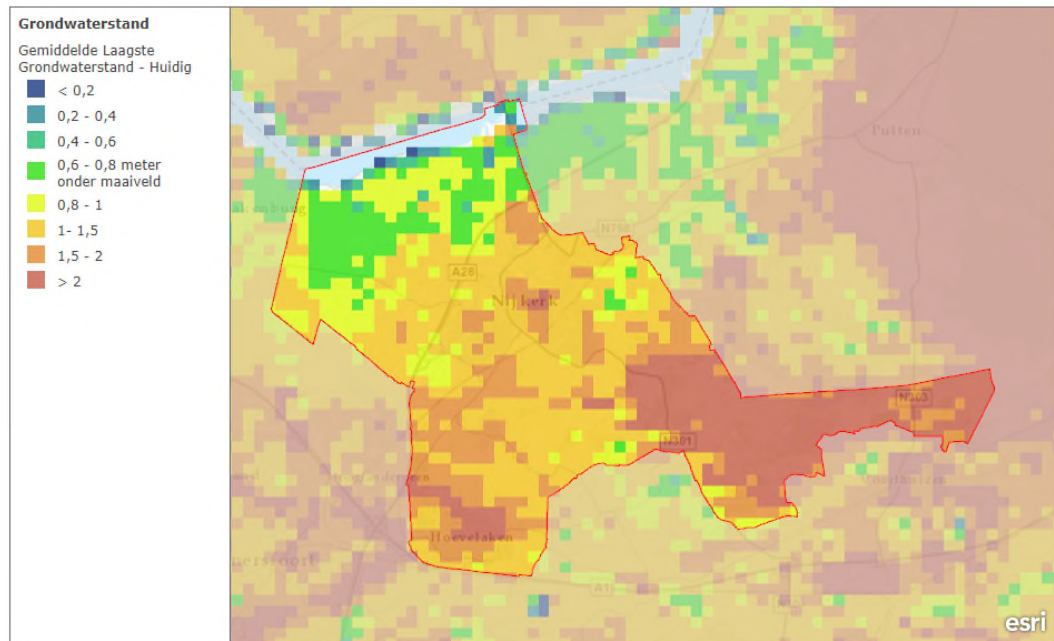 Grondwaterstand
Gemiddelde Laagste
Grondwaterstand - Huidig
< 0,2
0,2 - 0,4
0,4 - 0,6
0,6 - 0,8 meter
onder maaiveld
0,8 - 1
1- 1,5
1,5 - 2
> 2
Putten
A28
Nijkerk
N303
N301
Hoevelaken
A1
esri